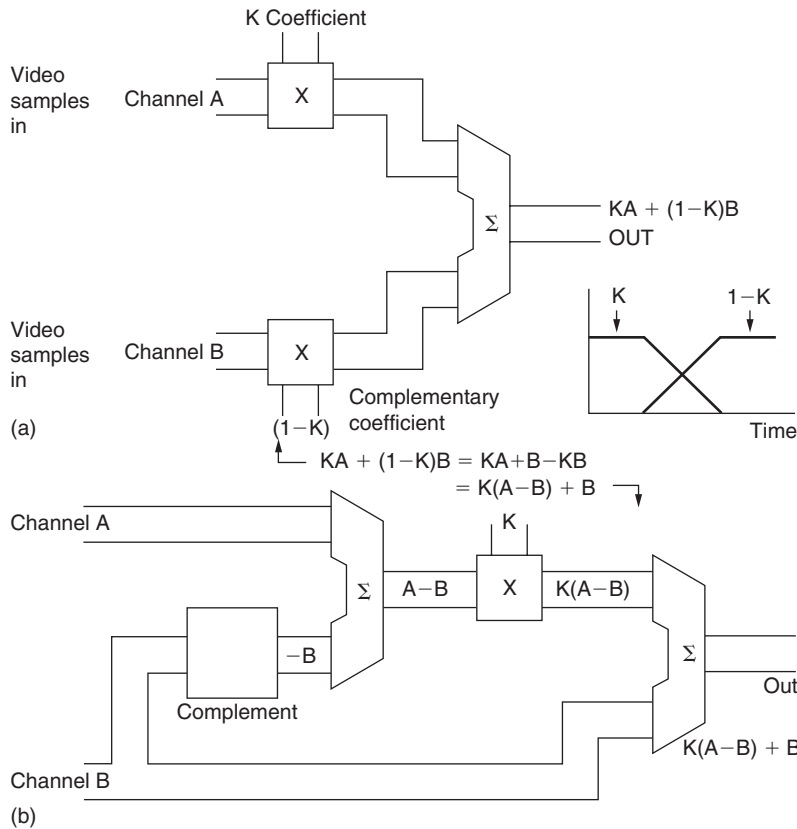 K Coefficient
Video
samples
in
Channel A
X
Σ
KA + (1−K)B
OUT
K
1−K
Time
Video
samples
in
Channel B
X
Complementary
coefficient
(1−K)
(a)
KA + (1−K)B = KA+B−KB
= K(A−B) + B
Channel A
K
Σ
A−B
X
K(A−B)
−B
Σ
Complement
Out
K(A−B) + B
Channel B
(b)